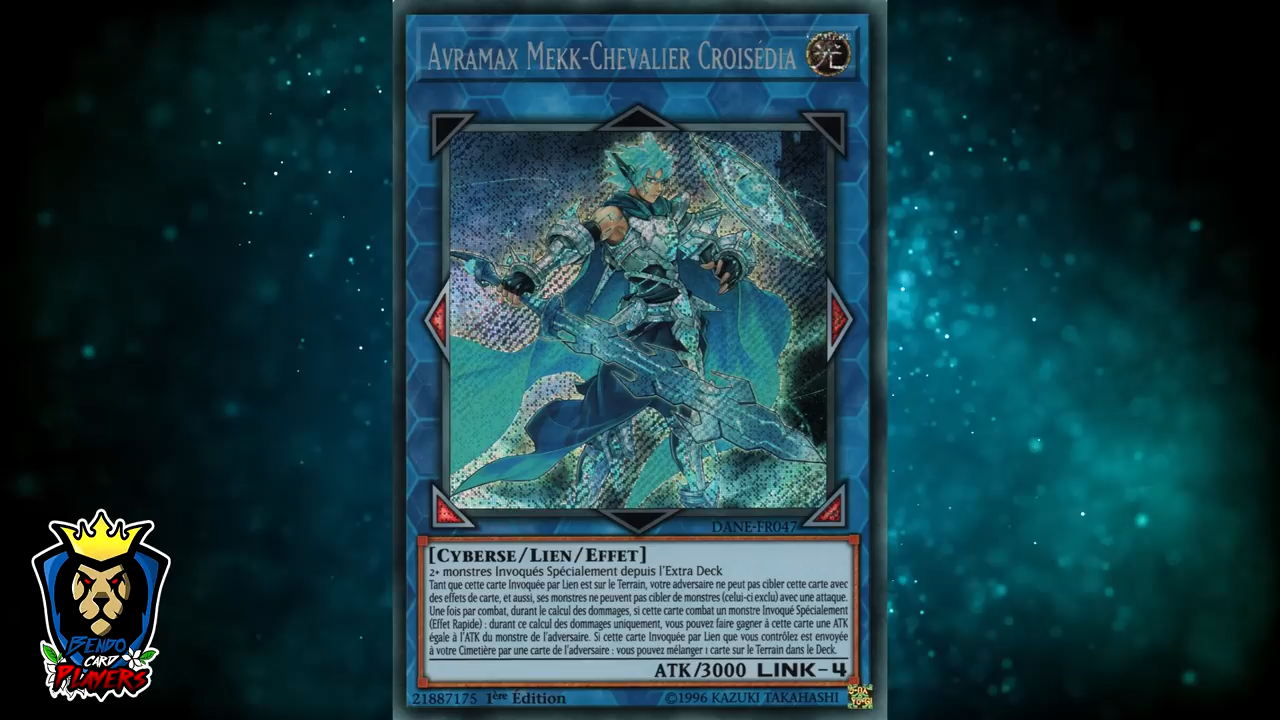 AVRAMAX MEKK-CHEVALIER CROISÉDIA
光
DANE-FR047
[CYBERSE/LIEN/EFFET]
2+ monstres Invoqués Spécialement depuis l'Extra Deck
Tant que cette carte Invoquée par Lien est sur le Terrain, votre adversaire ne peut pas cibler cette carte avec
des effets de carte, et aussi, ses monstres ne peuvent pas cibler de monstres (celui-ci exclu) avec une attaque.
Une fois par combat, durant le calcul des dommages, si cette carte combat un monstre Invoqué Spécialement
(Effet Rapide) : durant ce calcul des dommages uniquement, vous pouvez faire gagner à cette carte une ATK
égale à l'ATK du monstre de l'adversaire. Si cette carte Invoquée par Lien que vous contrôlez est envoyée
à votre Cimetière par une carte de l'adversaire : vous pouvez mélanger 1 carte sur le Terrain dans le Deck.
ATK/3000 LINK-4
21887175 1ère Édition
©1996 KAZUKI TAKAHASHI
BENDO
CARD
PLAYERS